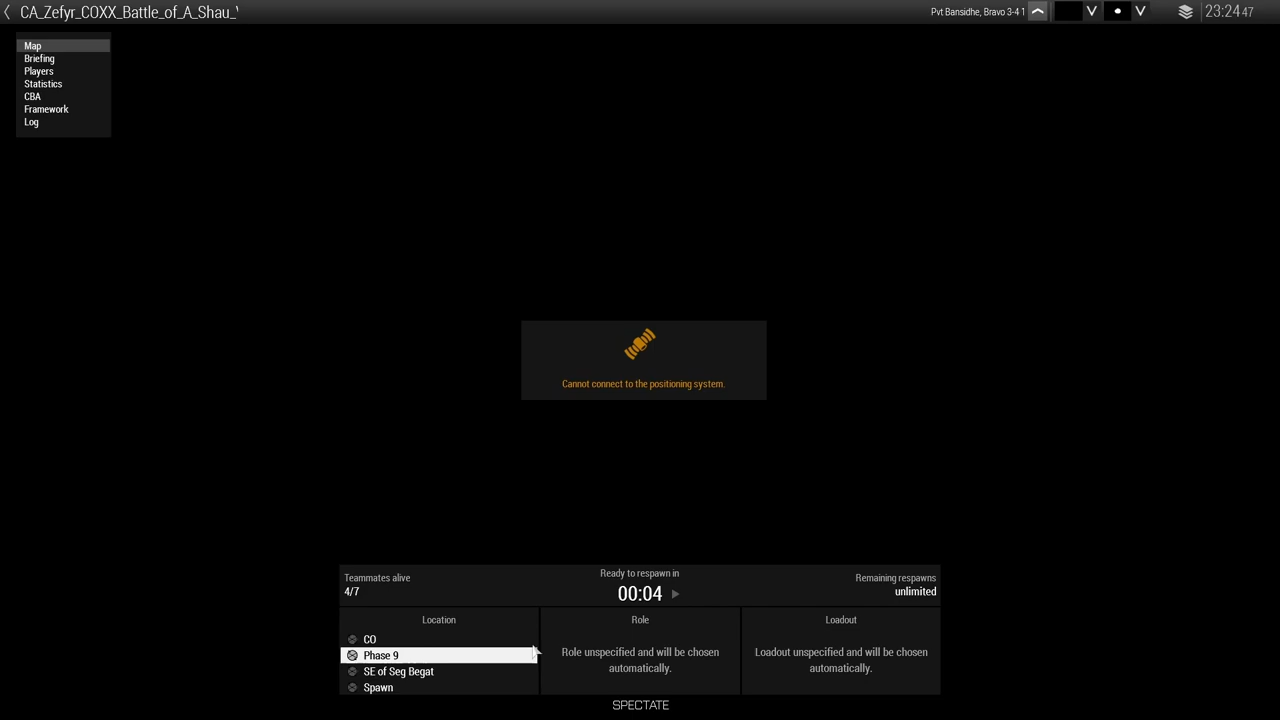 CA_Zefyr_COXX_Battle_of_A_Shau_
Pvt Bansidhe, Bravo 3-4 1
23:24 47
Map
Briefing
Players
Statistics
CBA
Framework
Log
Cannot connect to the positioning system.
Teammates alive
4/7
Ready to respawn in
00:04
Remaining respawns
unlimited
Location
CO
Phase 9
SE of Seg Begat
Spawn
Role
Role unspecified and will be chosen
automatically.
Loadout
Loadout unspecified and will be chosen
automatically.
SPECTATE